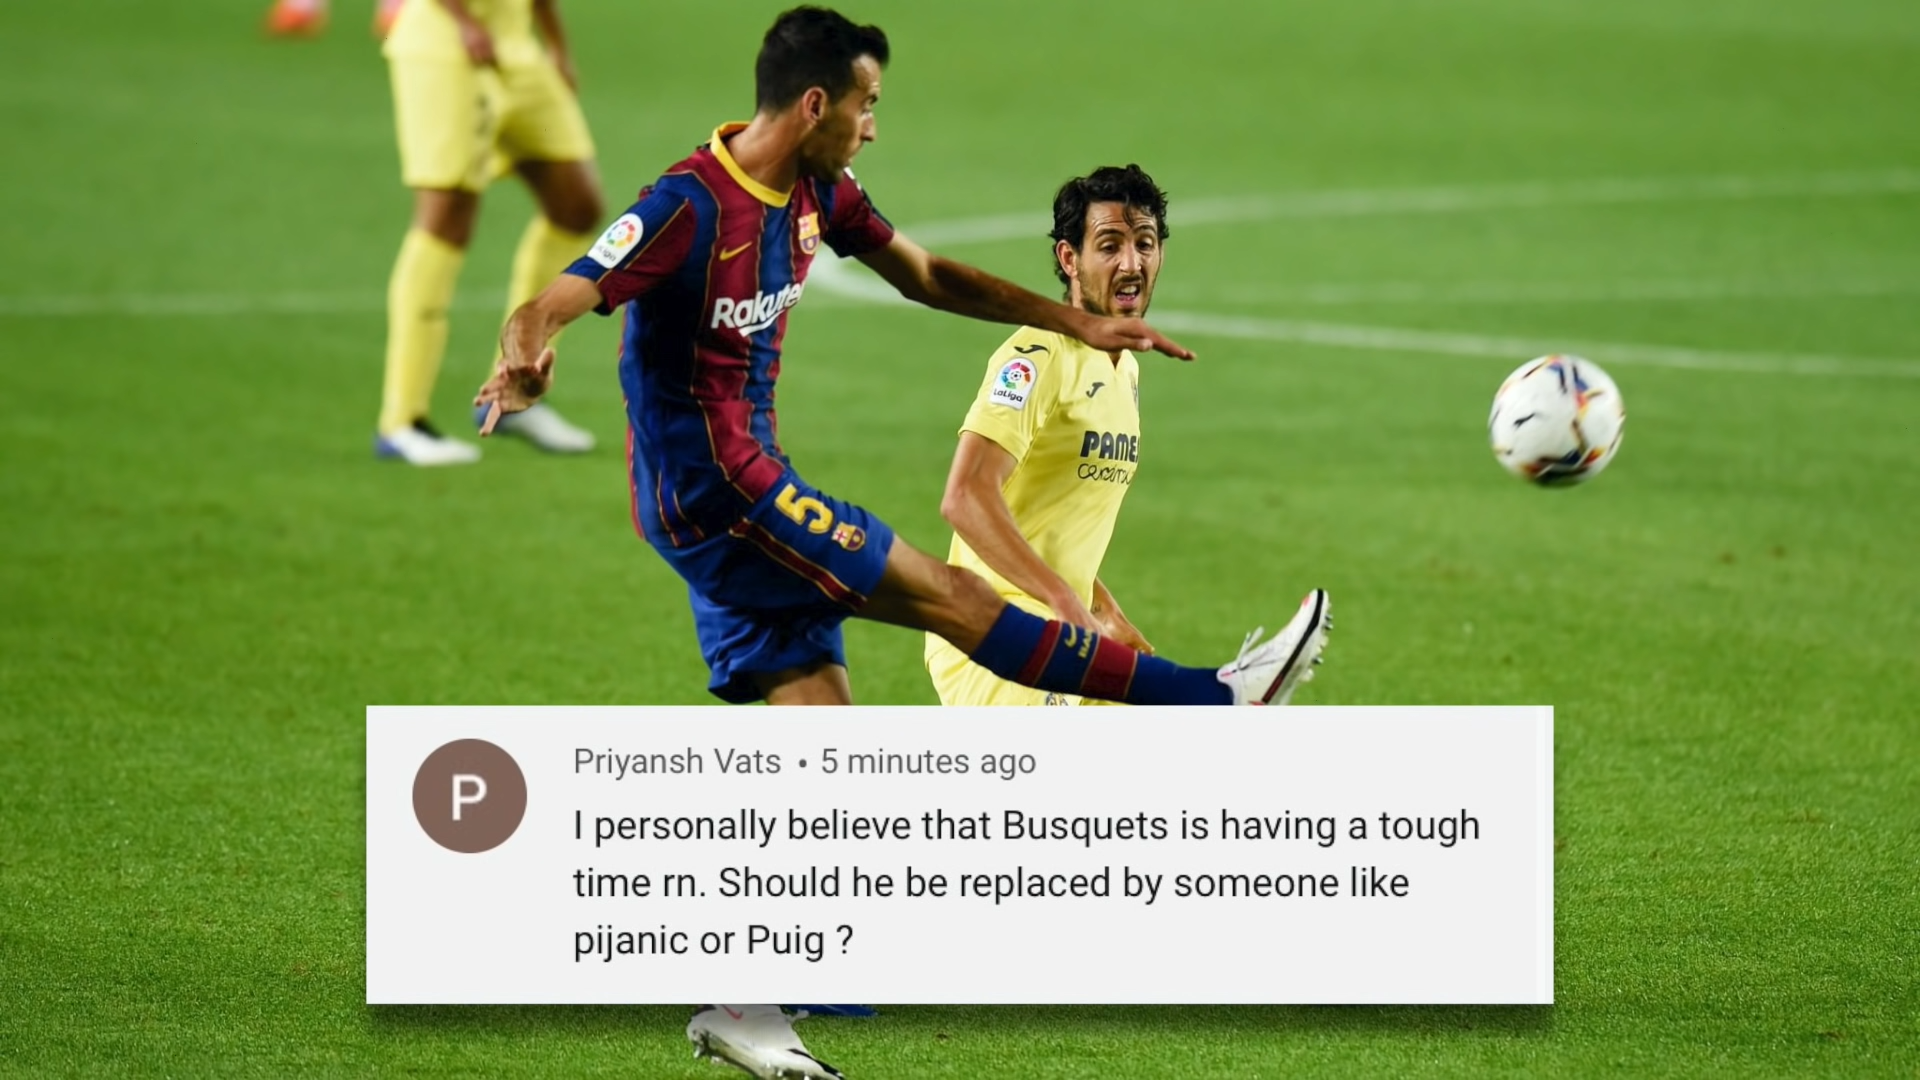 LaLiga
Rakuten
5
LaLiga
PAME
Priyansh Vats • 5 minutes ago
I personally believe that Busquets is having a tough
time rn. Should he be replaced by someone like
pijanic or Puig ?